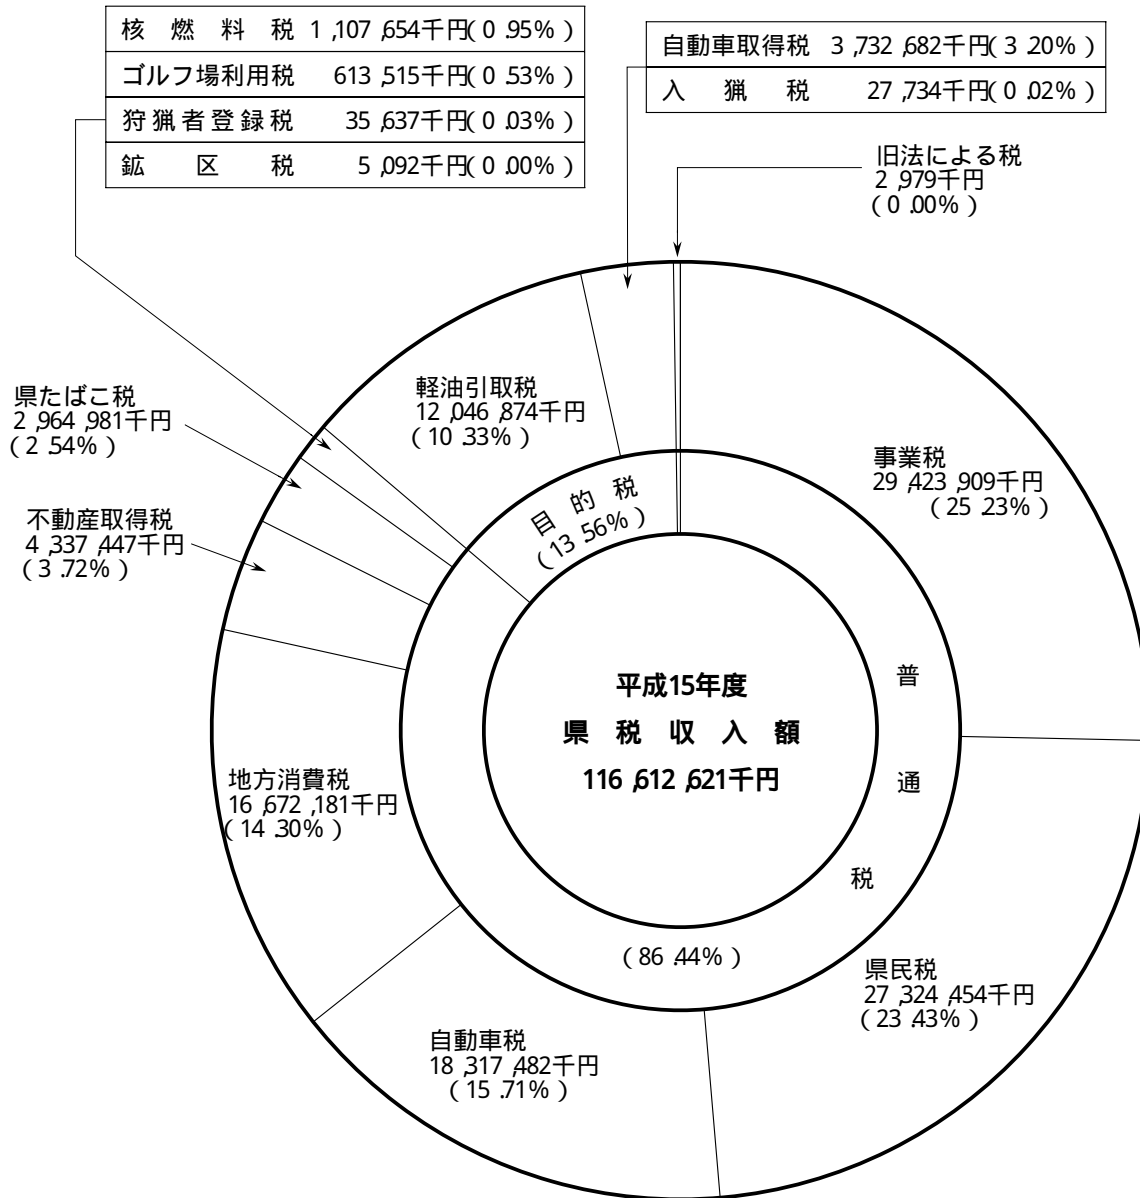 核燃料税 1,107,654千円(0.95%)
ゴルフ場利用税 613,515千円(0.53%)
狩猟者登録税 35,637千円(0.03%)
鉱区税 5,092千円(0.00%)
自動車取得税 3,732,682千円(3.20%)
入猟税 27,734千円(0.02%)
旧法による税
2,979千円
(0.00%)
軽油引取税
12,046,874千円
(10.33%)
県たばこ税
2,964,981千円
(2.54%)
不動産取得税
4,337,447千円
(3.72%)
事業税
29,423,909千円
(25.23%)
目的税
(13.56%)
平成15年度
県税収入額
116,612,621千円
普
通
税
(86.44%)
地方消費税
16,672,181千円
(14.30%)
県民税
27,324,454千円
(23.43%)
自動車税
18,317,482千円
(15.71%)